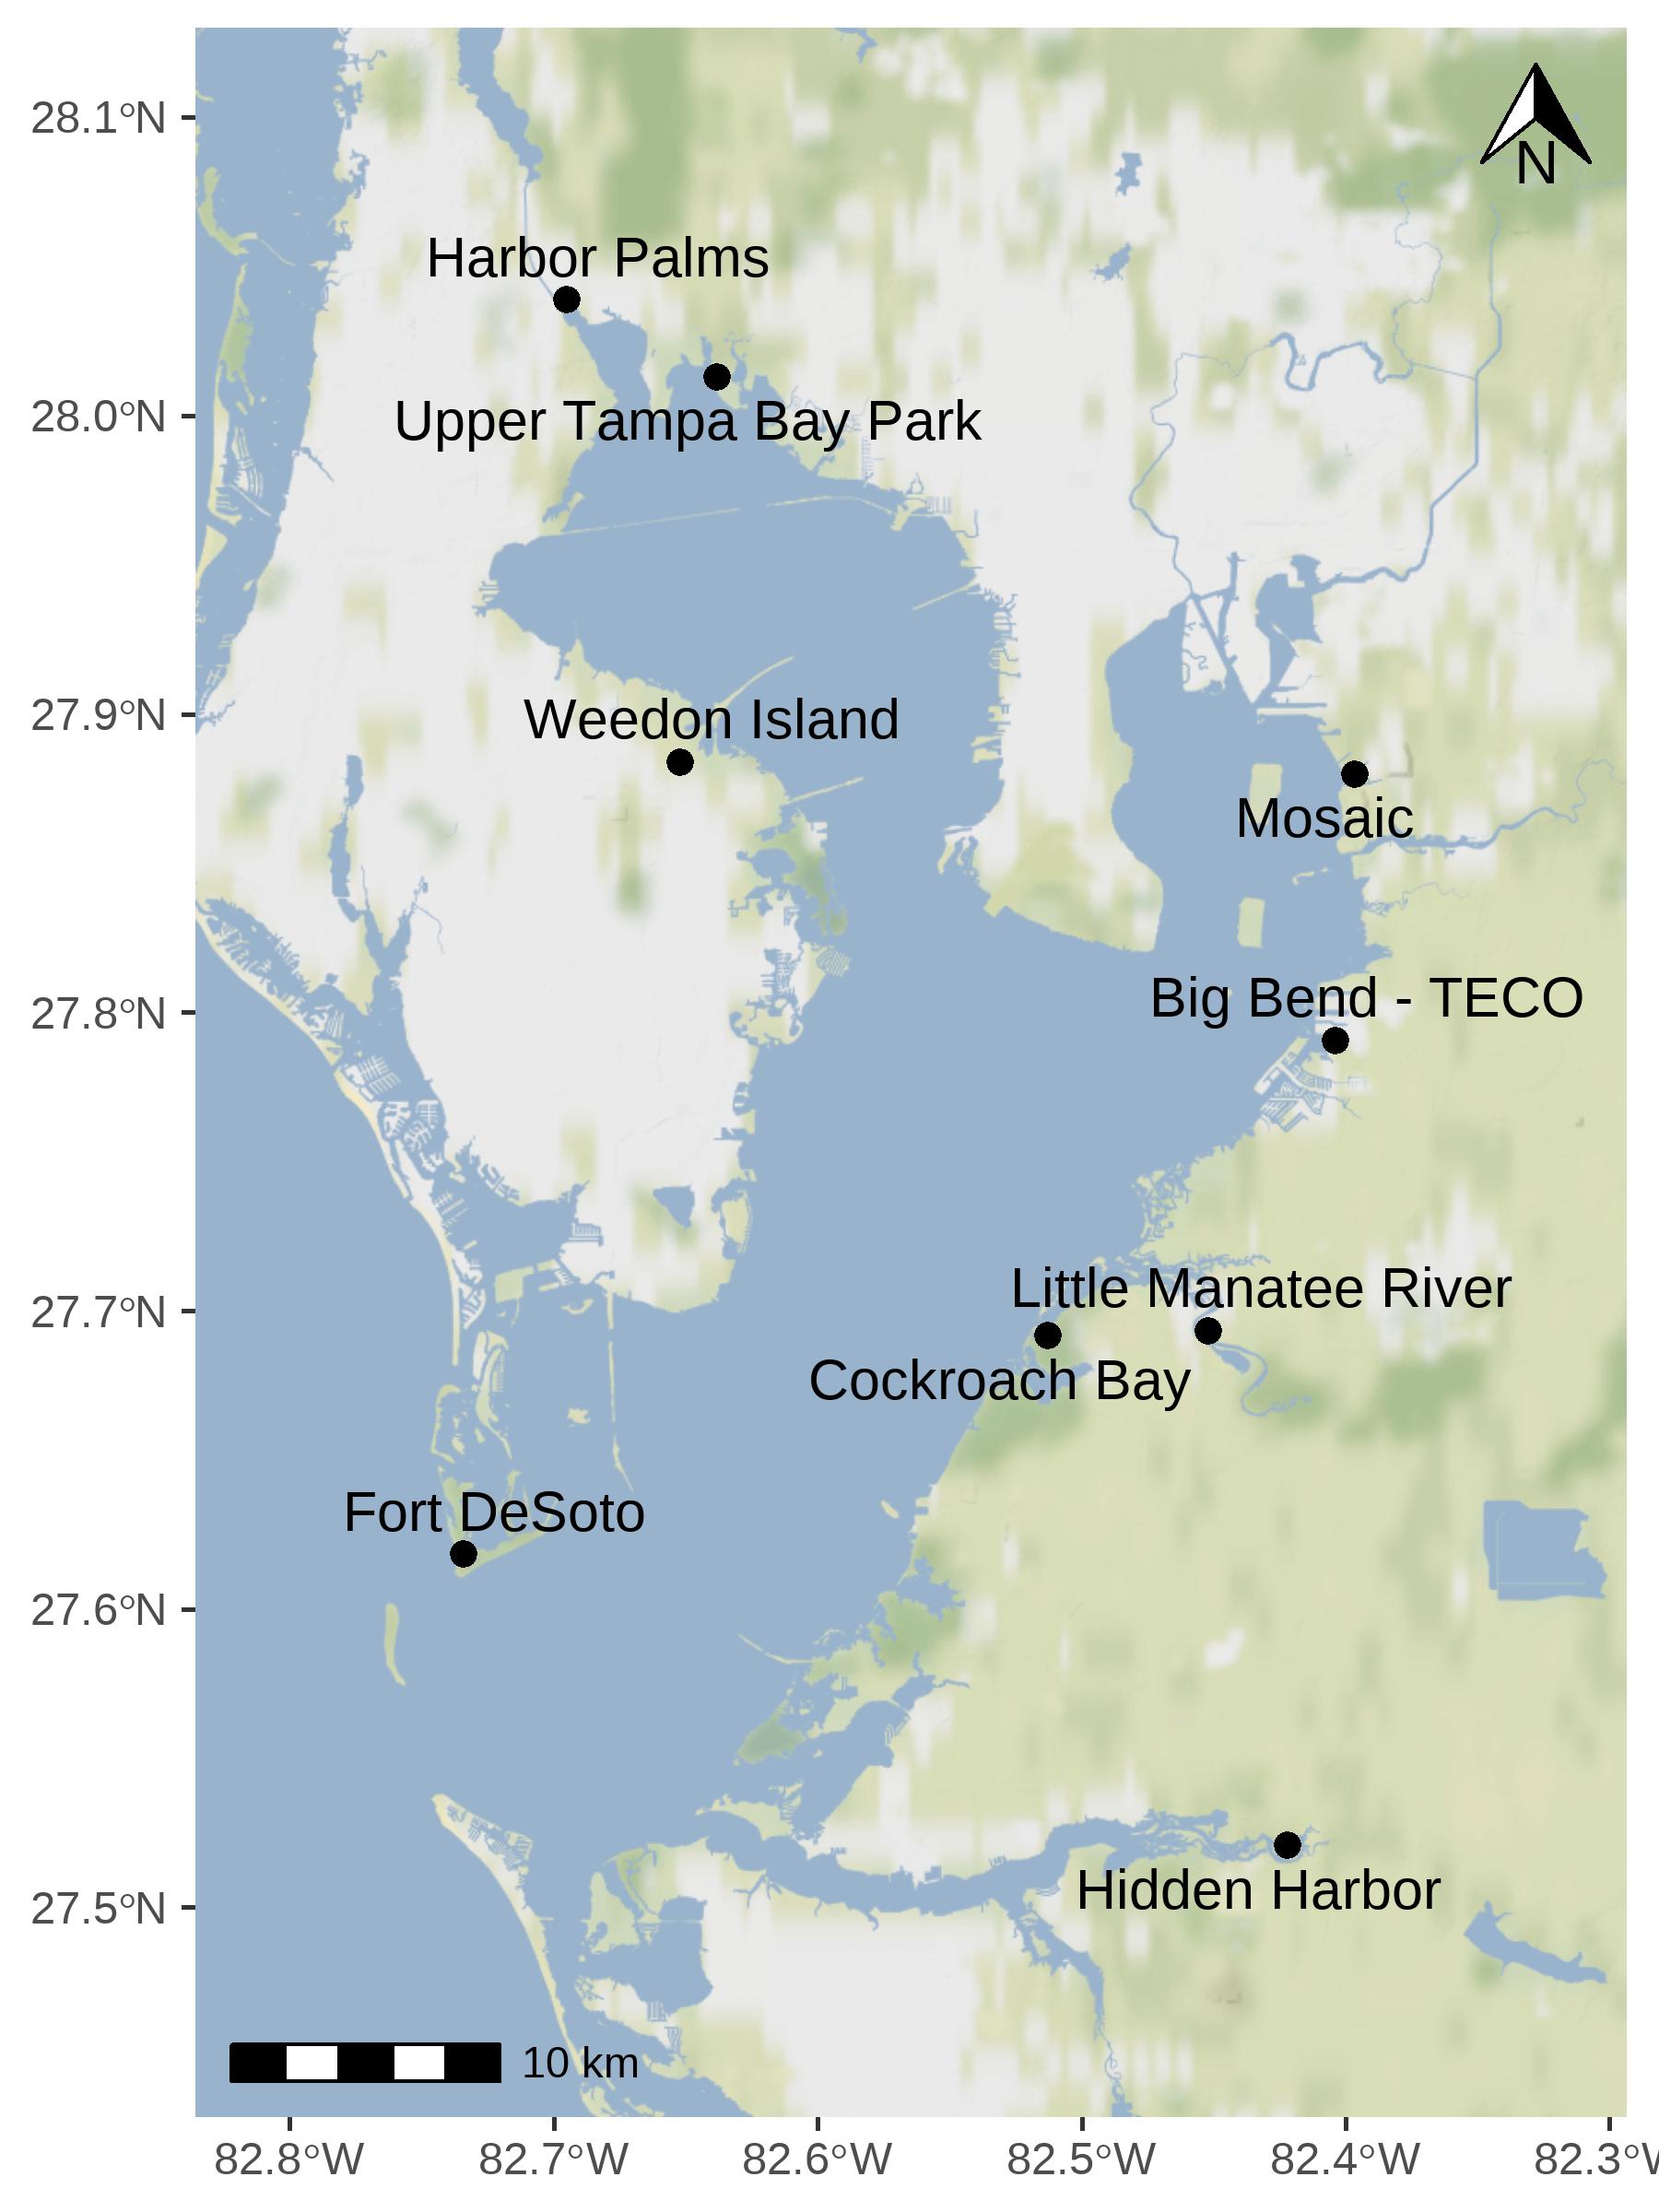 28.1°N
N
Harbor Palms
28.0°N
Upper Tampa Bay Park
27.9°N
Weedon Island
Mosaic
27.8°N
Big Bend - TECO
27.7°N
Little Manatee River
Cockroach Bay
Fort DeSoto
27.6°N
Hidden Harbor
27.5°N
10 km
82.8°W 82.7°W 82.6°W 82.5°W 82.4°W 82.3°W